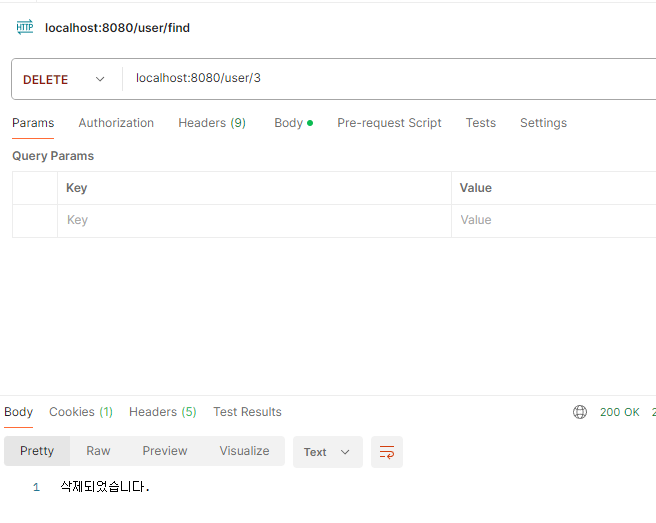 HTTP localhost:8080/user/find
DELETE localhost:8080/user/3
Params Authorization Headers (9) Body Pre-request Script Tests Settings
Query Params
Key Value
Key Value
Body Cookies (1) Headers (5) Test Results 200 OK 2
Pretty Raw Preview Visualize Text
1 삭제되었습니다.